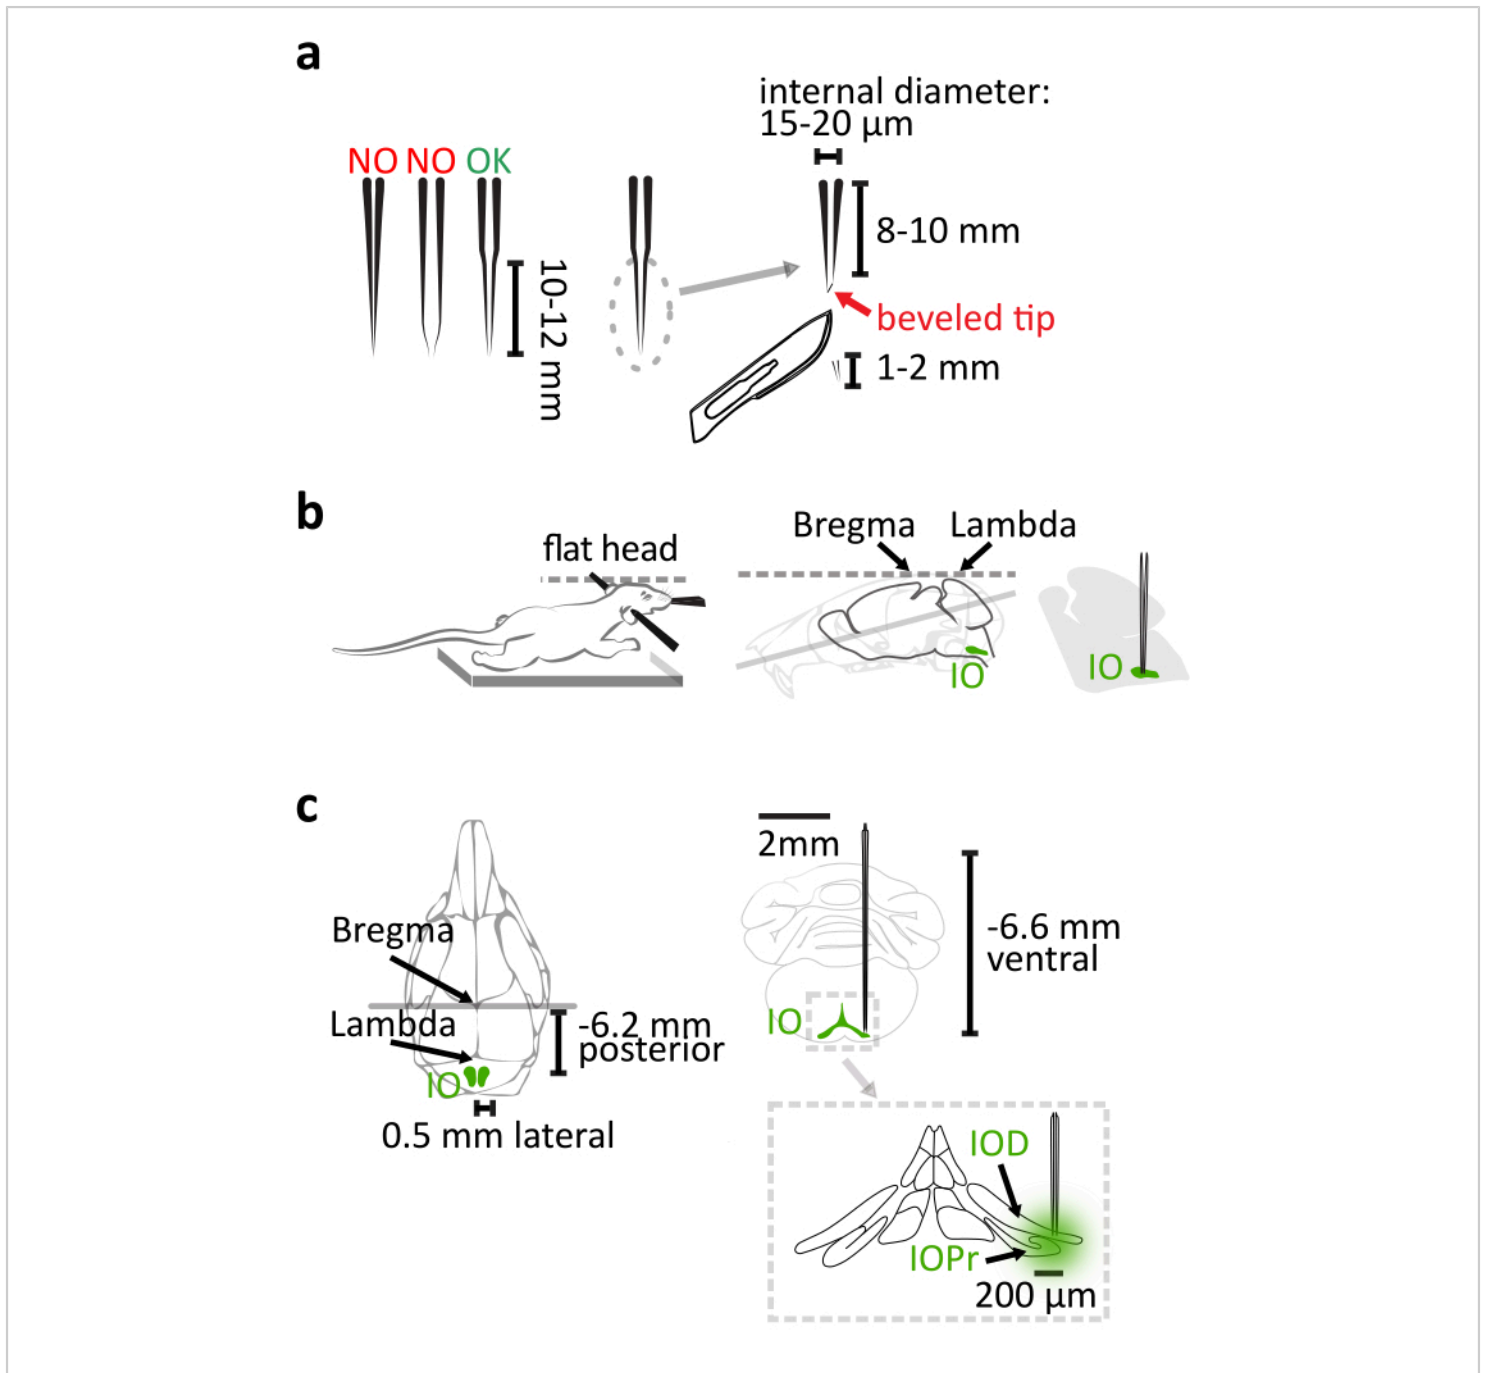 a
internal diameter:
15-20 µm
NO NO OK
8-10 mm
10-12 mm
beveled tip
1-2 mm
b
flat head
Bregma
Lambda
IO
IO
c
2mm
Bregma
-6.6 mm
ventral
Lambda
-6.2 mm
posterior
IO
IO
0.5 mm lateral
IOD
IOPr
200 µm